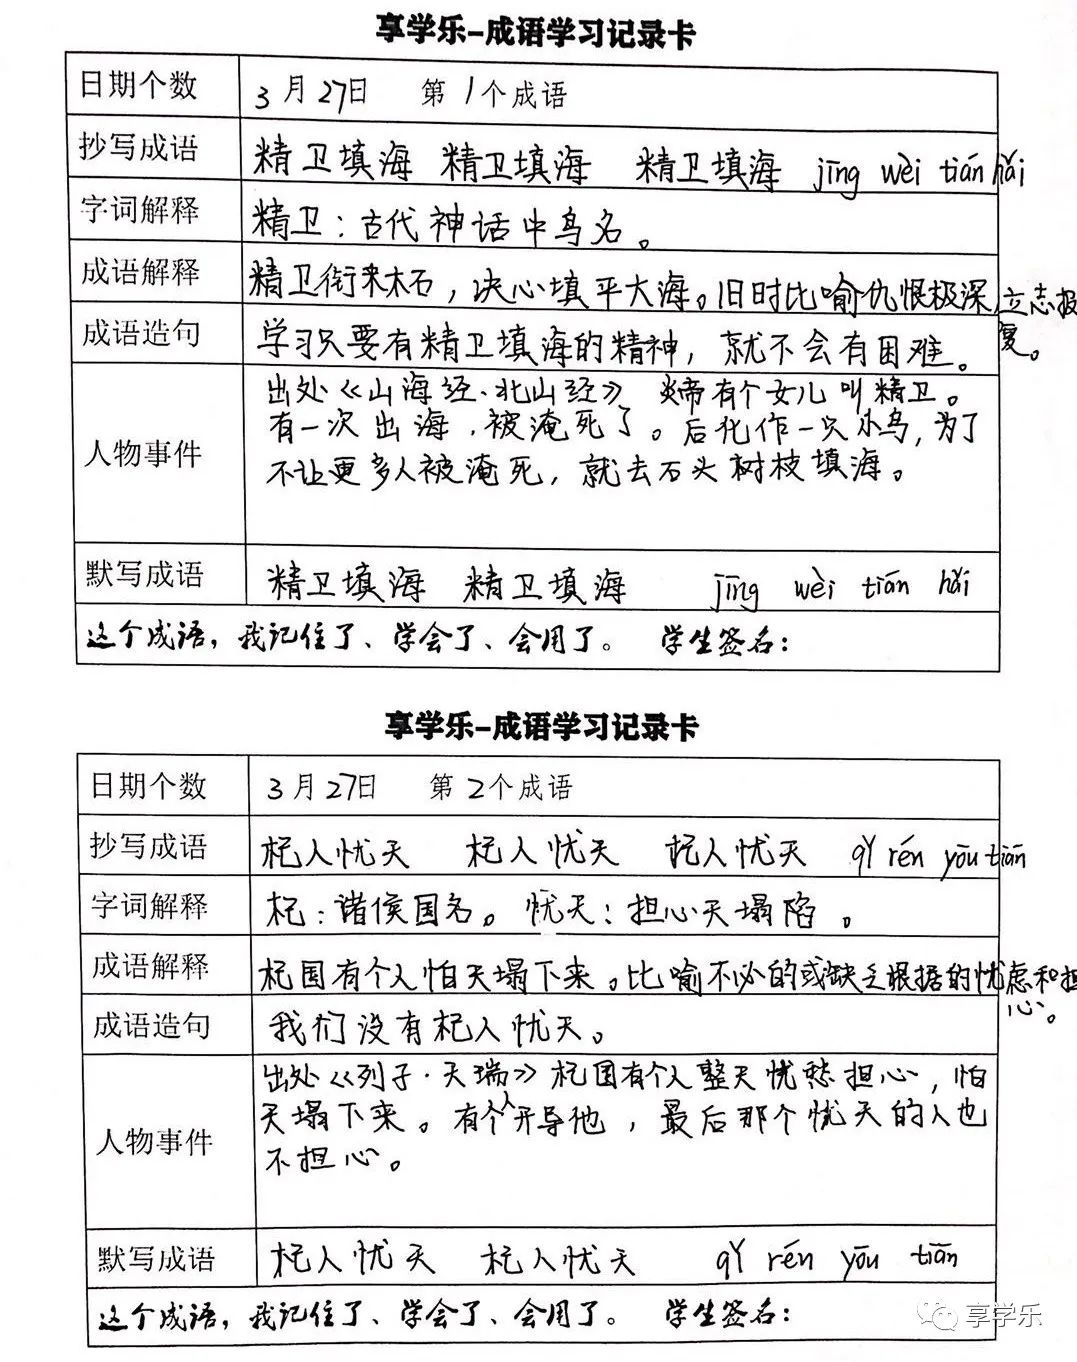 享学乐-成语学习记录卡
日期个数 3月27日 第1个成语
抄写成语 精卫填海 精卫填海 精卫填海 jīng wèi tián hǎi
字词解释 精卫：古代神话中鸟名。
成语解释 精卫衔来木石，决心填平大海。旧时比喻仇恨极深，立志报
复。
成语造句 学习只要有精卫填海的精神，就不会有困难。
出处《山海经·北山经》 炎帝有个女儿叫精卫。
有一次出海，被淹死了。后化作一只小鸟，为了
人物事件 不让更多人被淹死，就去石头树枝填海。
默写成语 精卫填海 精卫填海 jīng wèi tián hǎi
这个成语，我记住了、学会了、会用了。 学生签名：
享学乐-成语学习记录卡
日期个数 3月27日 第2个成语
抄写成语 杞人忧天 杞人忧天 杞人忧天 qǐ rén yōu tiān
字词解释 杞：诸侯国名。忧天：担心天塌陷。
成语解释 杞国有个人怕天塌下来。比喻不必的或缺乏根据的忧虑和担
心。
成语造句 我们没有杞人忧天。
出处《列子·天瑞》杞国有个人整天忧愁担心，怕
天塌下来。有个人开导他，最后那个忧天的人也
人物事件 不担心。
默写成语 杞人忧天 杞人忧天 qǐ rén yōu tiān
这个成语，我记住了、学会了、会用了。 学生签名：
享学乐